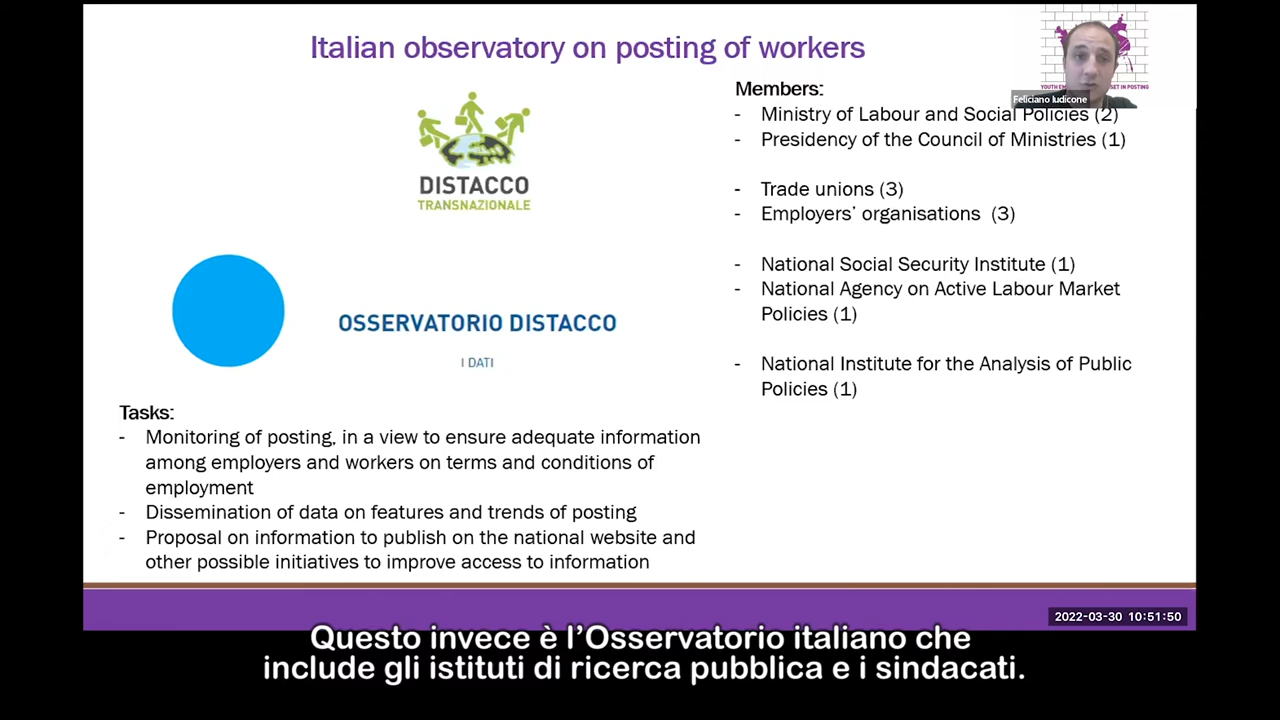 Italian observatory on posting of workers
Feliciano Iudicone
DISTACCO
TRANSNAZIONALE
OSSERVATORIO DISTACCO
I DATI
Tasks:
- Monitoring of posting, in a view to ensure adequate information
among employers and workers on terms and conditions of
employment
- Dissemination of data on features and trends of posting
- Proposal on information to publish on the national website and
other possible initiatives to improve access to information
Members:
- Ministry of Labour and Social Policies (2)
- Presidency of the Council of Ministries (1)
- Trade unions (3)
- Employers’ organisations (3)
- National Social Security Institute (1)
- National Agency on Active Labour Market
Policies (1)
- National Institute for the Analysis of Public
Policies (1)
2022-03-30 10:51:50
Questo invece è l’Osservatorio italiano che
include gli istituti di ricerca pubblica e i sindacati.